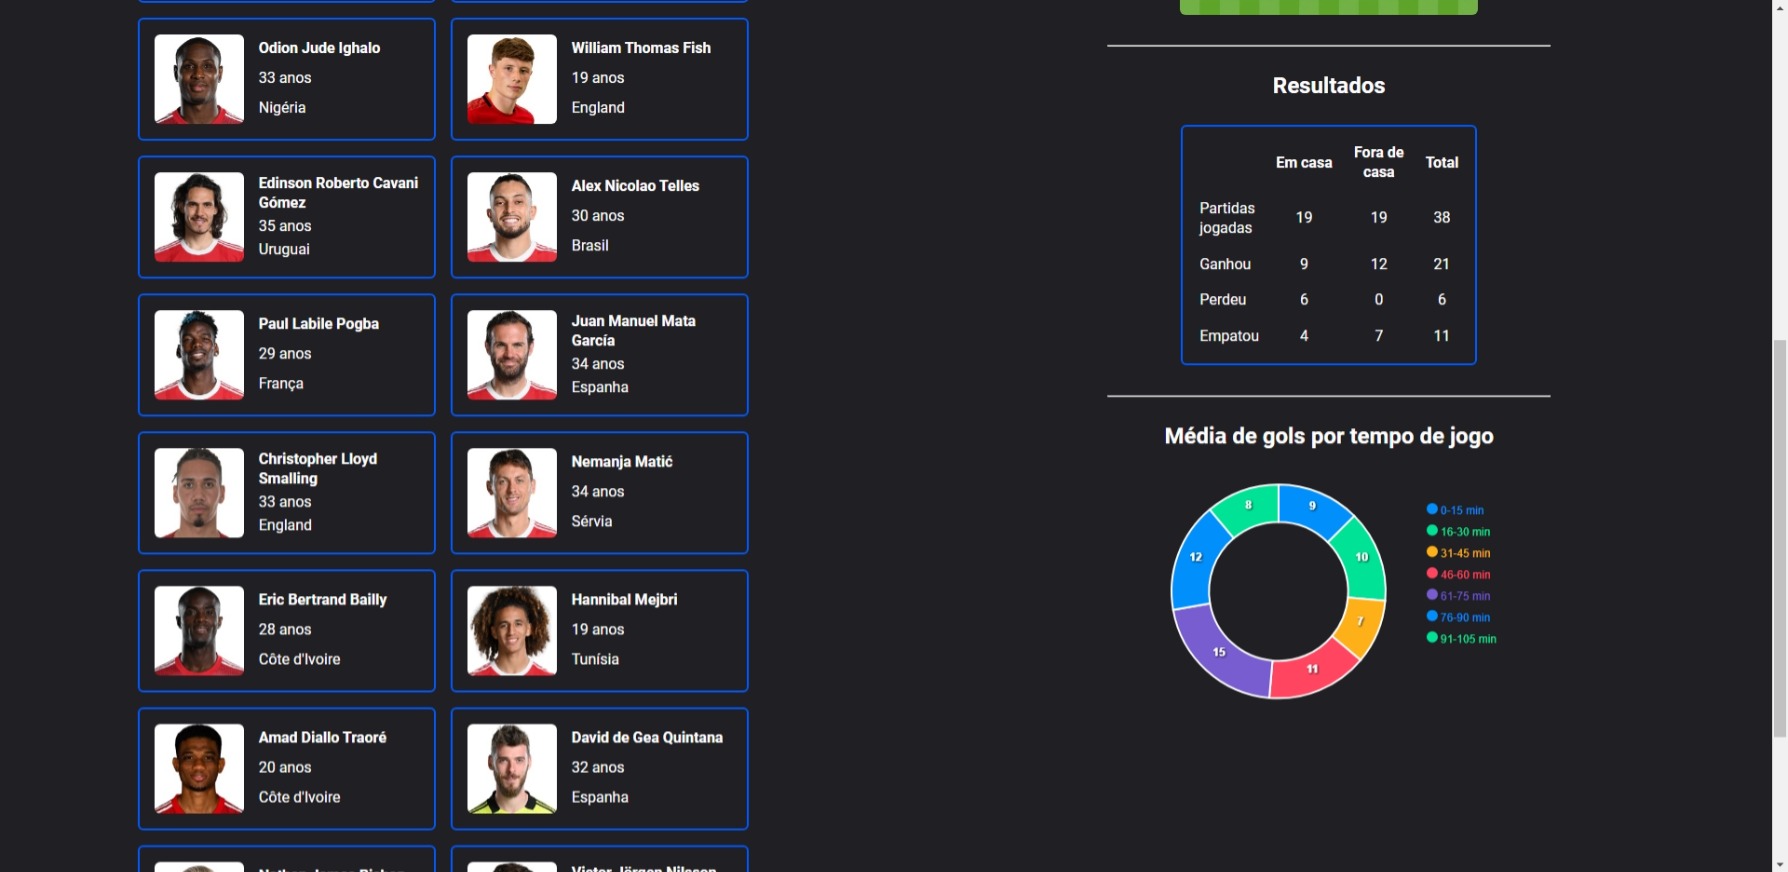 Odion Jude Ighalo
33 anos
Nigéria
William Thomas Fish
19 anos
England
Edinson Roberto Cavani
Gómez
35 anos
Uruguai
Alex Nicolao Telles
30 anos
Brasil
Paul Labile Pogba
29 anos
França
Juan Manuel Mata
García
34 anos
Espanha
Christopher Lloyd
Smalling
33 anos
England
Nemanja Matić
34 anos
Sérvia
Eric Bertrand Bailly
28 anos
Côte d'Ivoire
Hannibal Mejbri
19 anos
Tunísia
Amad Diallo Traoré
20 anos
Côte d'Ivoire
David de Gea Quintana
32 anos
Espanha
Resultados
Em casa Fora de casa Total
Partidas jogadas 19 19 38
Ganhou 9 12 21
Perdeu 6 0 6
Empatou 4 7 11
Média de gols por tempo de jogo
8
9
12
10
7
15
11
0-15 min
16-30 min
31-45 min
46-60 min
61-75 min
76-90 min
91-105 min